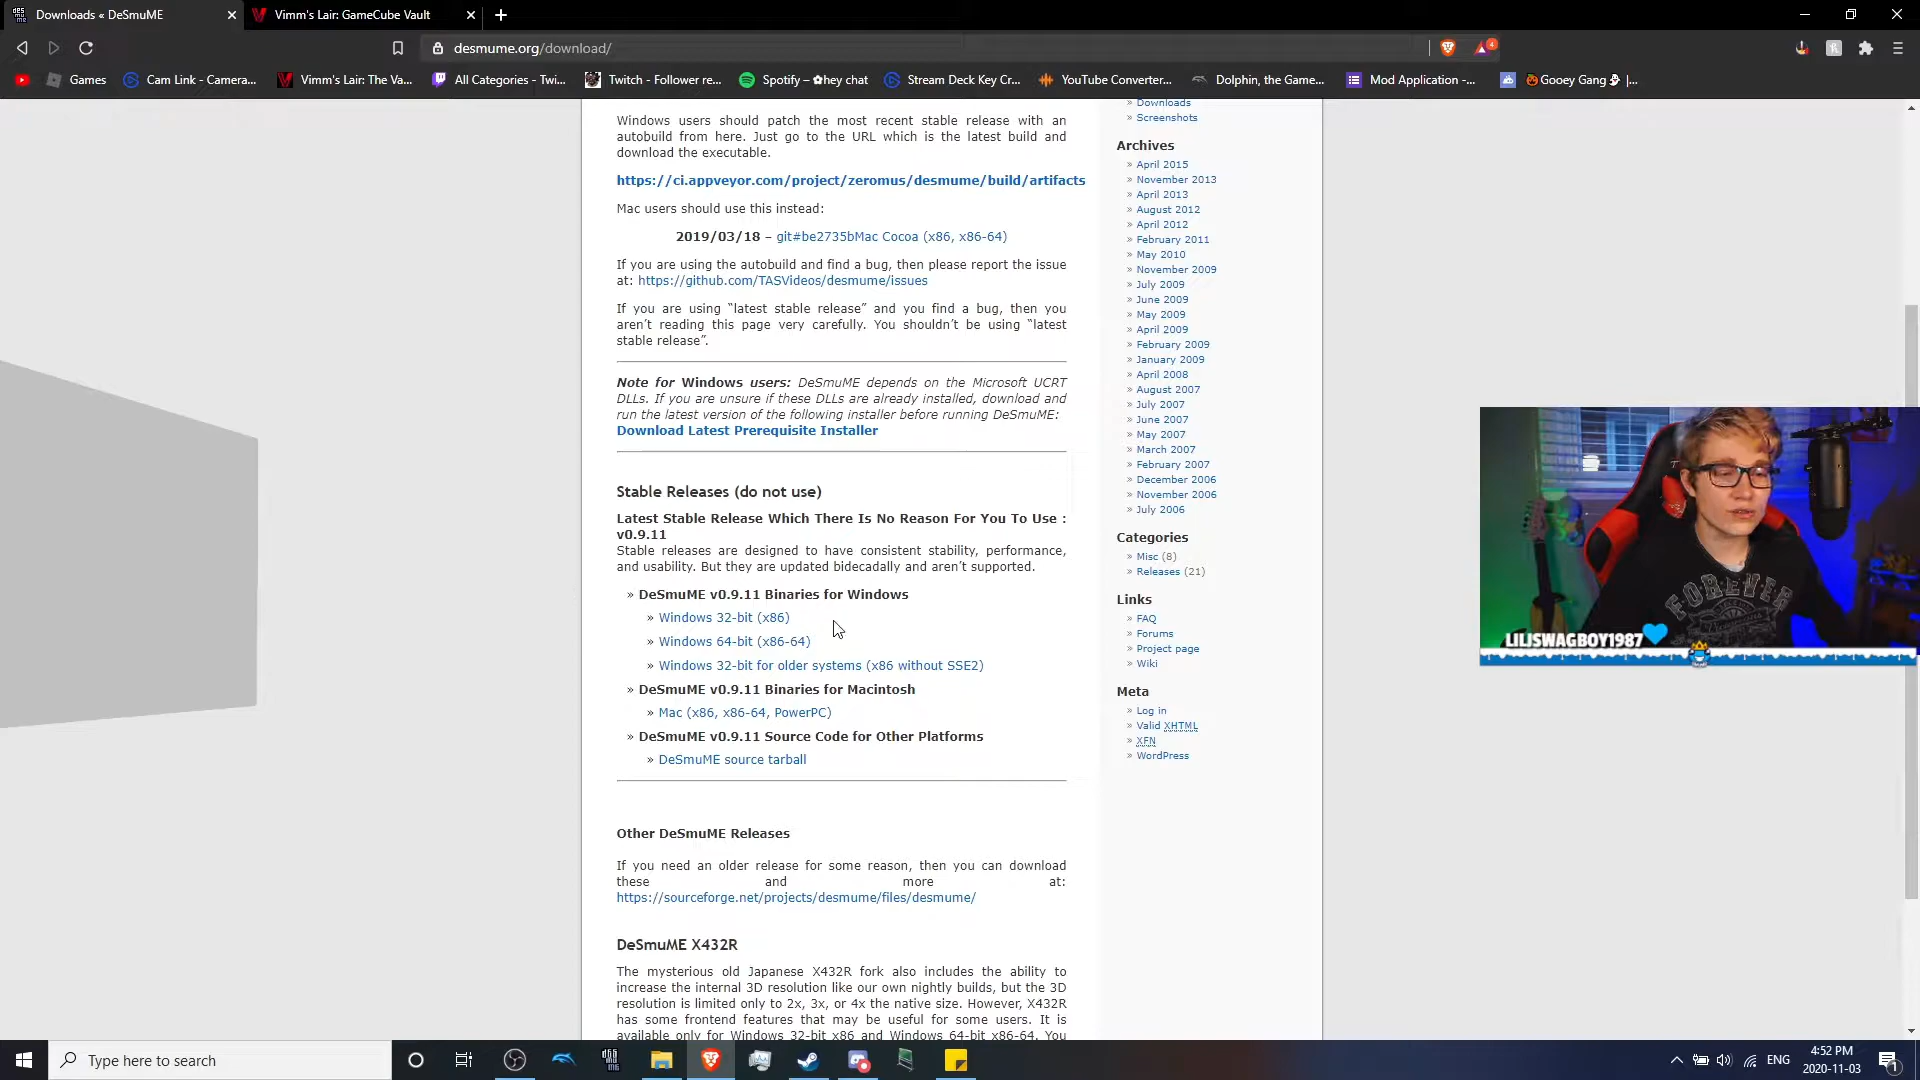 Downloads « DeSmuME
Vimm's Lair: GameCube Vault
desmume.org/download/
4
Games
Cam Link - Camera...
Vimm's Lair: The Va...
All Categories - Twi...
Twitch - Follower re...
Spotify – ✿hey chat
Stream Deck Key Cr...
YouTube Converter...
Dolphin, the Game...
Mod Application -...
🎃Gooey Gang👻 |...
Windows users should patch the most recent stable release with an
autobuild from here. Just go to the URL which is the latest build and
download the executable.
https://ci.appveyor.com/project/zeromus/desmume/build/artifacts
Mac users should use this instead:
2019/03/18 – git#be2735bMac Cocoa (x86, x86-64)
If you are using the autobuild and find a bug, then please report the issue
at: https://github.com/TASVideos/desmume/issues
If you are using “latest stable release” and you find a bug, then you
aren’t reading this page very carefully. You shouldn’t be using “latest
stable release”.
Note for Windows users: DeSmuME depends on the Microsoft UCRT
DLLs. If you are unsure if these DLLs are already installed, download and
run the latest version of the following installer before running DeSmuME:
Download Latest Prerequisite Installer
Stable Releases (do not use)
Latest Stable Release Which There Is No Reason For You To Use :
v0.9.11
Stable releases are designed to have consistent stability, performance,
and usability. But they are updated bidecadally and aren’t supported.
» DeSmuME v0.9.11 Binaries for Windows
» Windows 32-bit (x86)
» Windows 64-bit (x86-64)
» Windows 32-bit for older systems (x86 without SSE2)
» DeSmuME v0.9.11 Binaries for Macintosh
» Mac (x86, x86-64, PowerPC)
» DeSmuME v0.9.11 Source Code for Other Platforms
» DeSmuME source tarball
Other DeSmuME Releases
If you need an older release for some reason, then you can download
these and more at:
https://sourceforge.net/projects/desmume/files/desmume/
DeSmuME X432R
The mysterious old Japanese X432R fork also includes the ability to
increase the internal 3D resolution like our own nightly builds, but the 3D
resolution is limited only to 2x, 3x, or 4x the native size. However, X432R
has some frontend features that may be useful for some users. It is
available only for Windows 32-bit x86 and Windows 64-bit x86-64. You
» Downloads
» Screenshots
Archives
» April 2015
» November 2013
» April 2013
» August 2012
» April 2012
» February 2011
» May 2010
» November 2009
» July 2009
» June 2009
» May 2009
» April 2009
» February 2009
» January 2009
» April 2008
» August 2007
» July 2007
» June 2007
» May 2007
» March 2007
» February 2007
» December 2006
» November 2006
» July 2006
Categories
» Misc (8)
» Releases (21)
Links
» FAQ
» Forums
» Project page
» Wiki
Meta
» Log in
» Valid XHTML
» XFN
» WordPress
FOREVER
LILJSWAGBOY1987💙
Type here to search
ENG
4:52 PM
2020-11-03
1